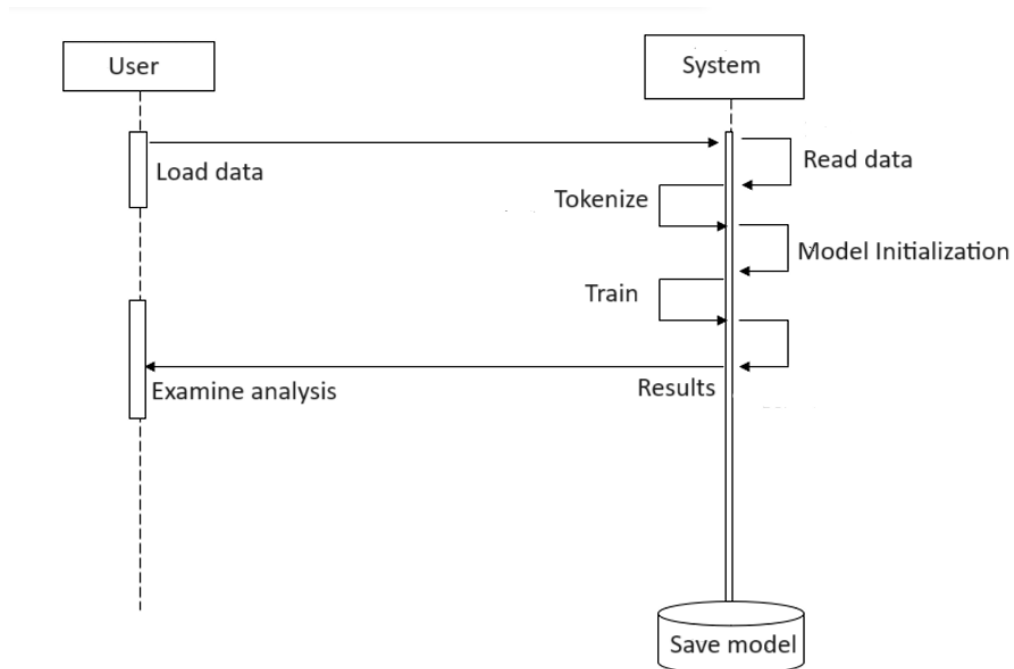 User
System
Load data
Read data
Tokenize
Model Initialization
Train
Examine analysis
Results
Save model